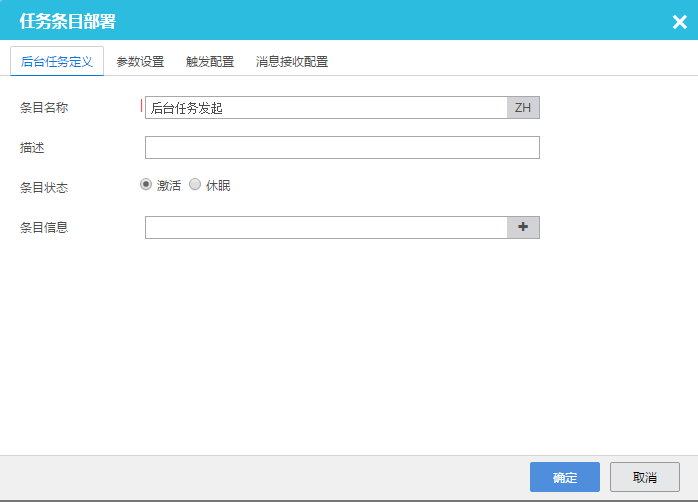 任务条目部署
后台任务定义 参数设置 触发配置 消息接收配置
条目名称 后台任务发起 ZH
描述
条目状态 激活 休眠
条目信息
确定 取消